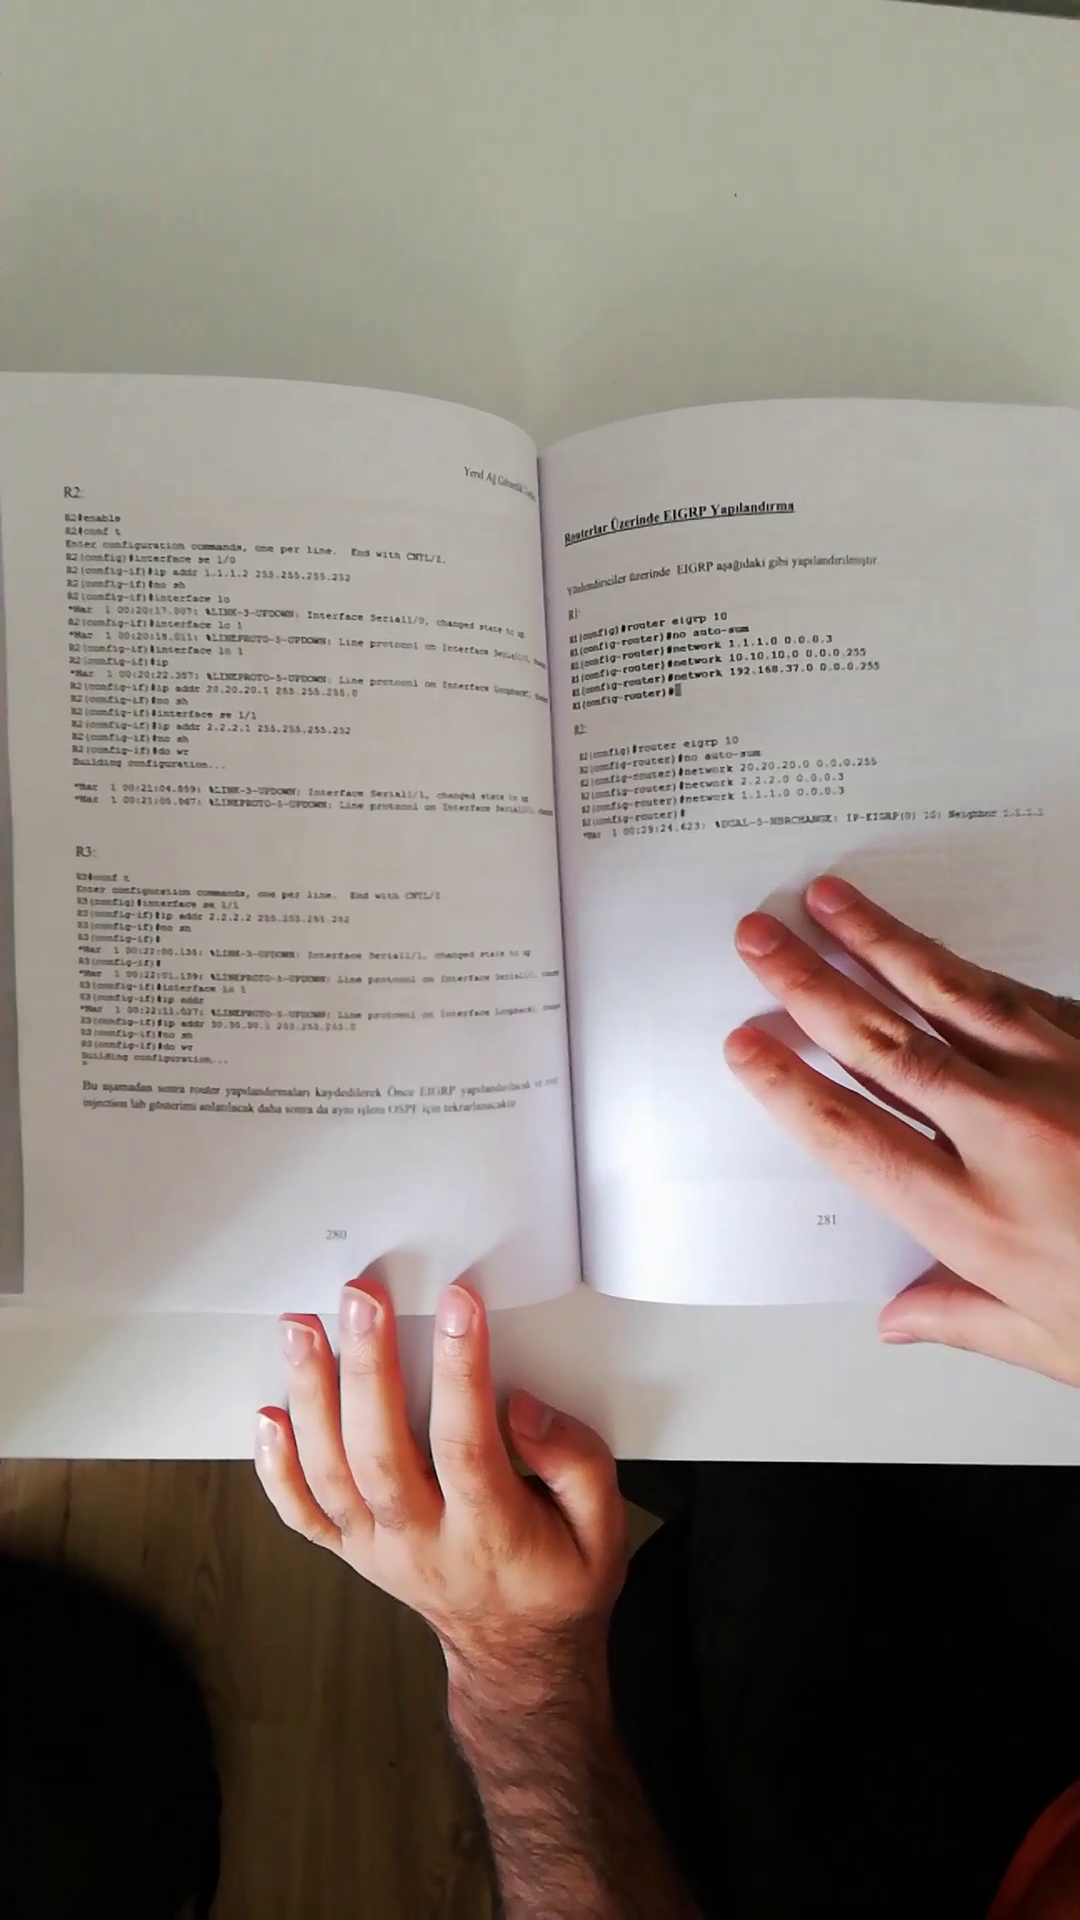 Yerel Ağ Güvenlik
R2:
R2#enable
R2#conf t
Enter configuration commands, one per line. End with CNTL/Z.
R2(config)#interface se 1/0
R2(config-if)#ip addr 1.1.1.2 255.255.255.252
R2(config-if)#no sh
R2(config-if)#interface lo
*Mar 1 00:20:17.007: %LINK-3-UPDOWN: Interface Serial1/0, changed state to up
R2(config-if)#interface lo 1
*Mar 1 00:20:18.011: %LINEPROTO-5-UPDOWN: Line protocol on Interface Serial1/0,
R2(config-if)#interface lo 1
R2(config-if)#ip
*Mar 1 00:20:22.387: %LINEPROTO-5-UPDOWN: Line protocol on Interface Loopback1,
R2(config-if)#ip addr 20.20.20.1 255.255.255.0
R2(config-if)#no sh
R2(config-if)#interface se 1/1
R2(config-if)#ip addr 2.2.2.1 255.255.255.252
R2(config-if)#no sh
R2(config-if)#do wr
Building configuration...
*Mar 1 00:21:04.859: %LINK-3-UPDOWN: Interface Serial1/1, changed state to up
*Mar 1 00:21:05.867: %LINEPROTO-5-UPDOWN: Line protocol on Interface Serial1/1,
R3:
R3#conf t
Enter configuration commands, one per line. End with CNTL/Z
R3(config)#interface se 1/1
R3(config-if)#ip addr 2.2.2.2 255.255.255.252
R3(config-if)#no sh
R3(config-if)#
*Mar 1 00:22:00.135: %LINK-3-UPDOWN: Interface Serial1/1, changed state to up
R3(config-if)#
*Mar 1 00:22:01.139: %LINEPROTO-5-UPDOWN: Line protocol on Interface Serial1/1,
R3(config-if)#interface lo 1
R3(config-if)#ip addr
*Mar 1 00:22:11.027: %LINEPROTO-5-UPDOWN: Line protocol on Interface Loopback1,
R3(config-if)#ip addr 30.30.30.1 255.255.255.0
R3(config-if)#no sh
R3(config-if)#do wr
Building configuration...
Bu aşamadan sonra router yapılandırmaları kaydedilerek Önce EIGRP yapılandırılacak ve
injection lab gösterimi anlatılacak daha sonra da aynı işlem OSPF için tekrarlanacaktır
280
Routerlar Üzerinde EIGRP Yapılandırma
Yönlendiriciler üzerinde EIGRP aşağıdaki gibi yapılandırılmıştır.
R1:
R1(config)#router eigrp 10
R1(config-router)#no auto-sum
R1(config-router)#network 1.1.1.0 0.0.0.3
R1(config-router)#network 10.10.10.0 0.0.0.255
R1(config-router)#network 192.168.37.0 0.0.0.255
R1(config-router)#
R2:
R2(config)#router eigrp 10
R2(config-router)#no auto-sum
R2(config-router)#network 20.20.20.0 0.0.0.255
R2(config-router)#network 2.2.2.0 0.0.0.3
R2(config-router)#network 1.1.1.0 0.0.0.3
R2(config-router)#
*Mar 1 00:29:24.623: %DUAL-5-NBRCHANGE: IP-EIGRP(0) 10: Neighbor 1.1.1.1
281